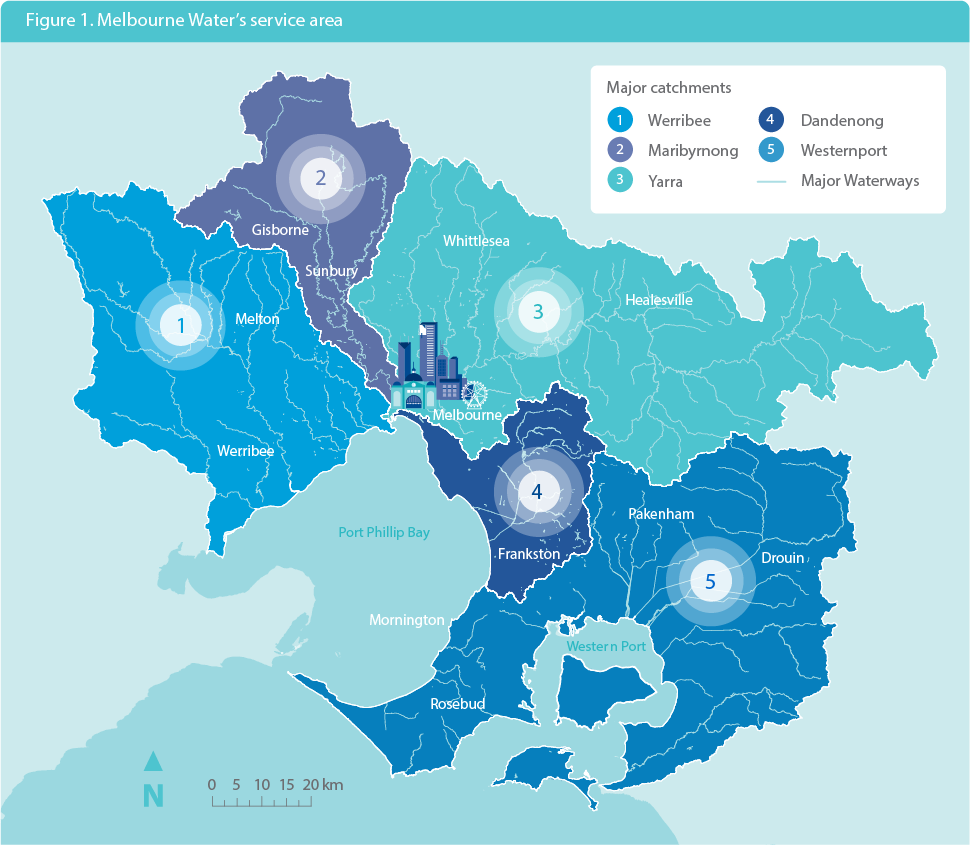 Figure 1. Melbourne Water's service area
Major catchments
1 Werribee
2 Maribyrnong
3 Yarra
4 Dandenong
5 Westernport
Major Waterways
2
Gisborne
Sunbury
Whittlesea
Healesville
3
1
Melton
Melbourne
Werribee
4
Port Phillip Bay
Frankston
Pakenham
Drouin
5
Mornington
Western Port
Rosebud
N
0 5 10 15 20 km